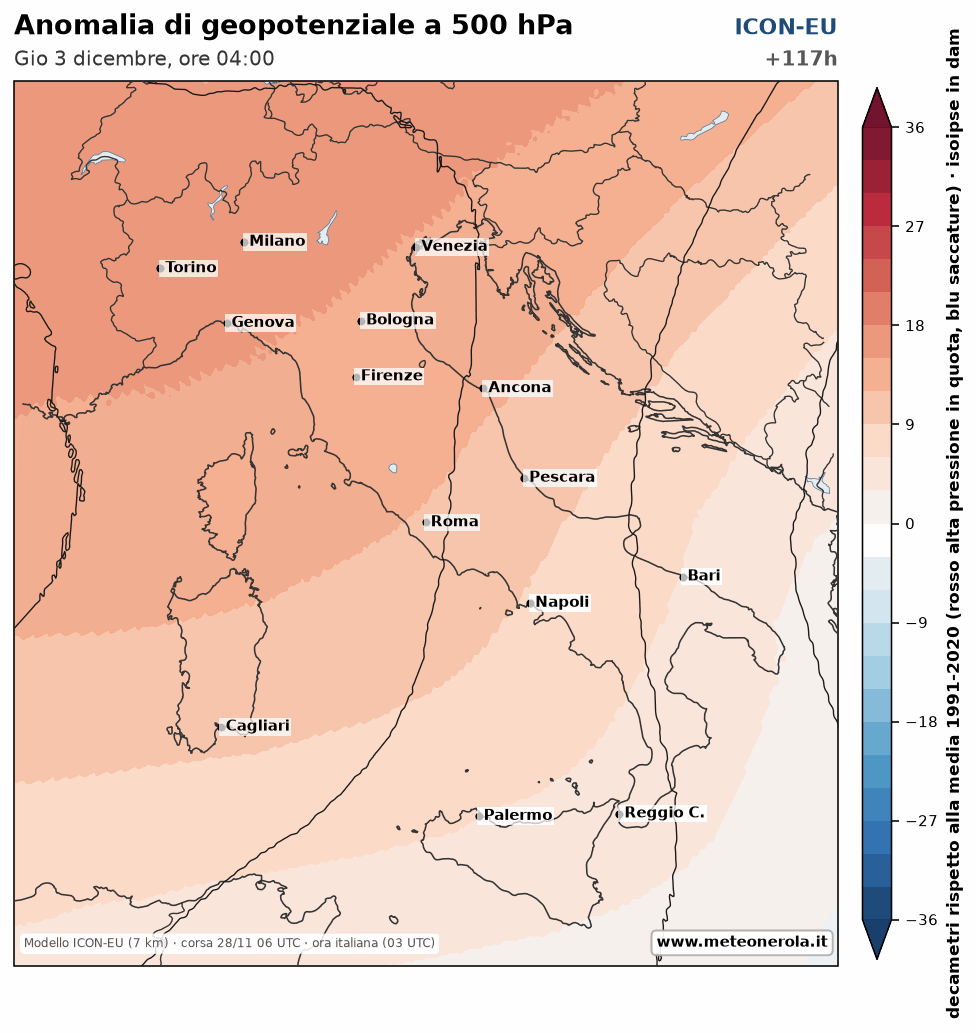 Anomalia di geopotenziale a 500 hPa
ICON-EU
Gio 3 dicembre, ore 04:00
+117h
Milano
Venezia
Torino
Genova
Bologna
Firenze
Ancona
Pescara
Roma
Bari
Napoli
Cagliari
Palermo
Reggio C.
Modello ICON-EU (7 km) · corsa 28/11 06 UTC · ora italiana (03 UTC)
www.meteonerola.it
36
27
18
9
0
−9
−18
−27
−36
decametri rispetto alla media 1991-2020 (rosso alta pressione in quota, blu saccature) · isoipse in dam